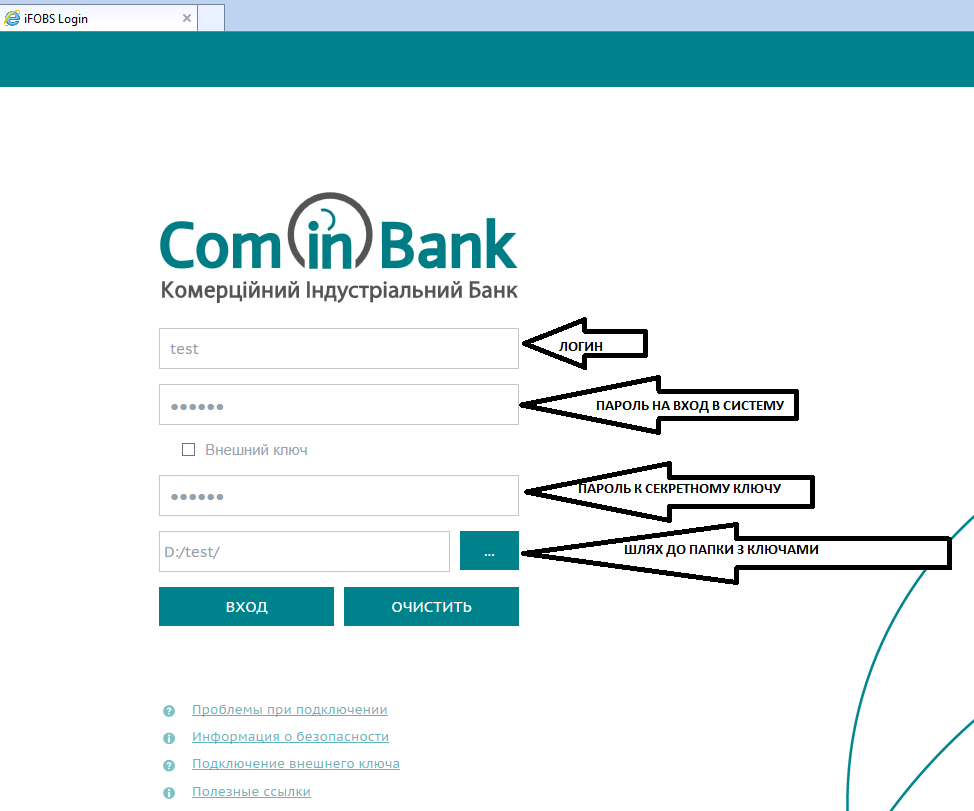 iFOBS Login
Com in Bank
Комерційний Індустріальний Банк
test
ЛОГИН
●●●●●●
ПАРОЛЬ НА ВХОД В СИСТЕМУ
Внешний ключ
●●●●●●
ПАРОЛЬ К СЕКРЕТНОМУ КЛЮЧУ
D:/test/
...
ШЛЯХ ДО ПАПКИ З КЛЮЧАМИ
ВХОД
ОЧИСТИТЬ
Проблемы при подключении
Информация о безопасности
Подключение внешнего ключа
Полезные ссылки